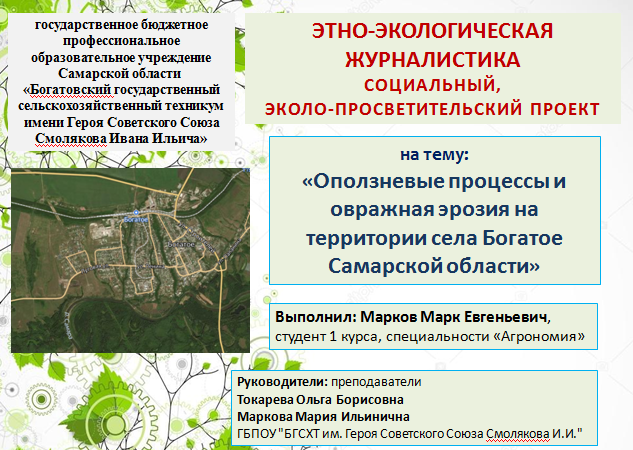 государственное бюджетное
профессиональное
образовательное учреждение
Самарской области
«Богатовский государственный
сельскохозяйственный техникум
имени Героя Советского Союза
Смолякова Ивана Ильича»
ЭТНО-ЭКОЛОГИЧЕСКАЯ
ЖУРНАЛИСТИКА
СОЦИАЛЬНЫЙ,
ЭКОЛО-ПРОСВЕТИТЕЛЬСКИЙ ПРОЕКТ
на тему:
«Оползневые процессы и
овражная эрозия на
территории села Богатое
Самарской области»
Богатое
Богатое
Выполнил: Марков Марк Евгеньевич,
студент 1 курса, специальности «Агрономия»
Руководители: преподаватели
Токарева Ольга Борисовна
Маркова Мария Ильинична
ГБПОУ "БГСХТ им. Героя Советского Союза Смолякова И.И."